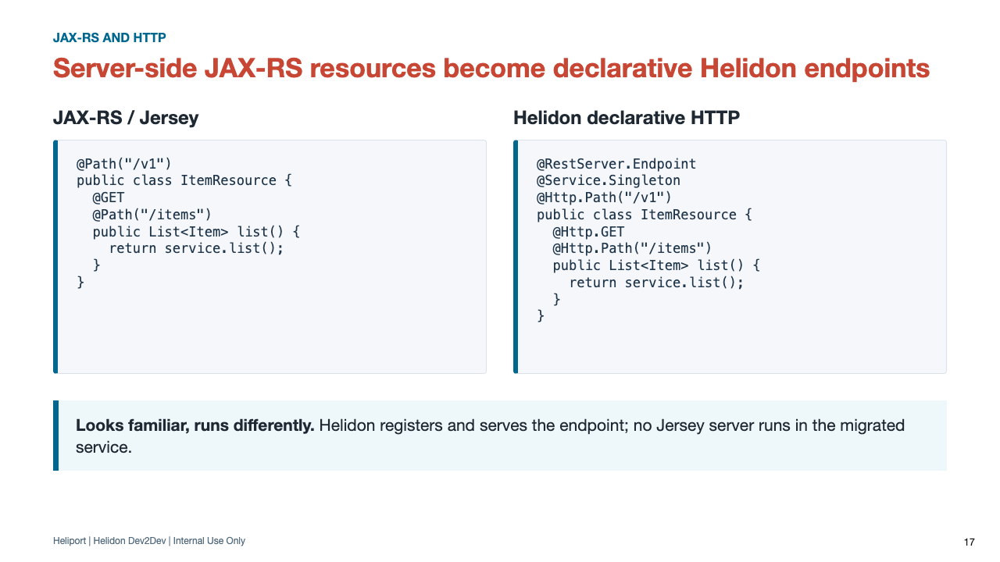 JAX-RS AND HTTP
Server-side JAX-RS resources become declarative Helidon endpoints
JAX-RS / Jersey
@Path("/v1")
public class ItemResource {
  @GET
  @Path("/items")
  public List<Item> list() {
    return service.list();
  }
}
Helidon declarative HTTP
@RestServer.Endpoint
@Service.Singleton
@Http.Path("/v1")
public class ItemResource {
  @Http.GET
  @Http.Path("/items")
  public List<Item> list() {
    return service.list();
  }
}
Looks familiar, runs differently. Helidon registers and serves the endpoint; no Jersey server runs in the migrated
service.
Heliport | Helidon Dev2Dev | Internal Use Only
17